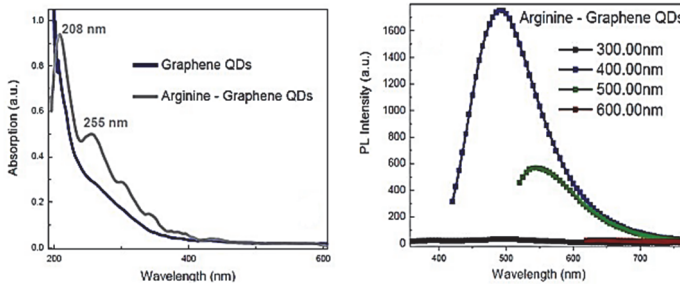 208 nm
255 nm
Graphene QDs
Arginine - Graphene QDs
Absorption (a.u.)
1.0
0.8
0.6
0.4
0.2
0.0
200 300 400 500 600
Wavelength (nm)
Arginine - Graphene QDs
300.00nm
400.00nm
500.00nm
600.00nm
PL Intensity (a.u.)
1600
1400
1200
1000
800
600
400
200
0
400 500 600 700
Wavelength (nm)